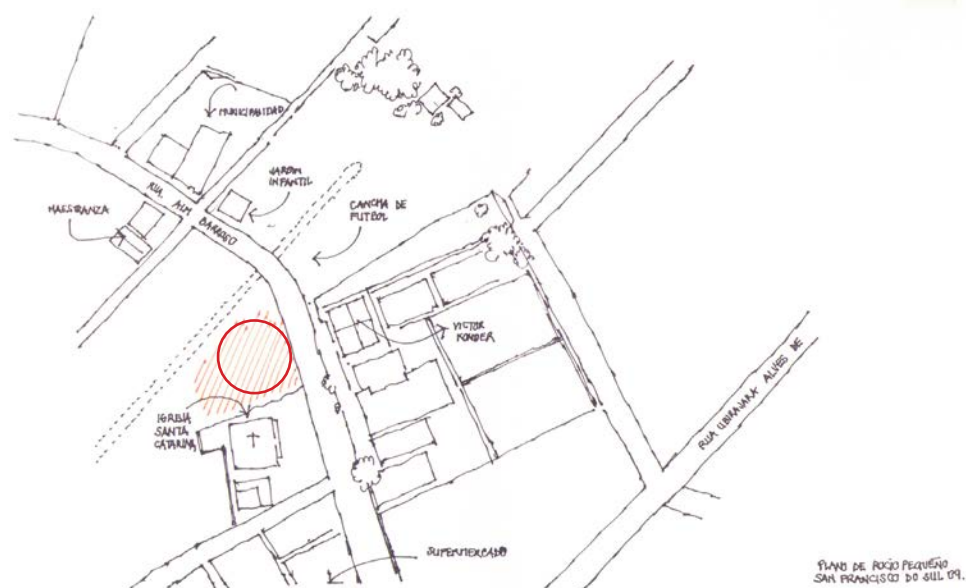 MUNICIPALIDAD
JARDIN
INFANTIL
MAESTRANZA
RUA ALM BARROSO
CANCHA DE
FUTBOL
VICTOR
KONDER
IGREJA
SANTA
CATARINA
RUA UBIRAJARA ALVES DE
SUPERMERCADO
PLANO DE ROCIO PEQUEÑO
SAN FRANCISCO DO SUL 09.